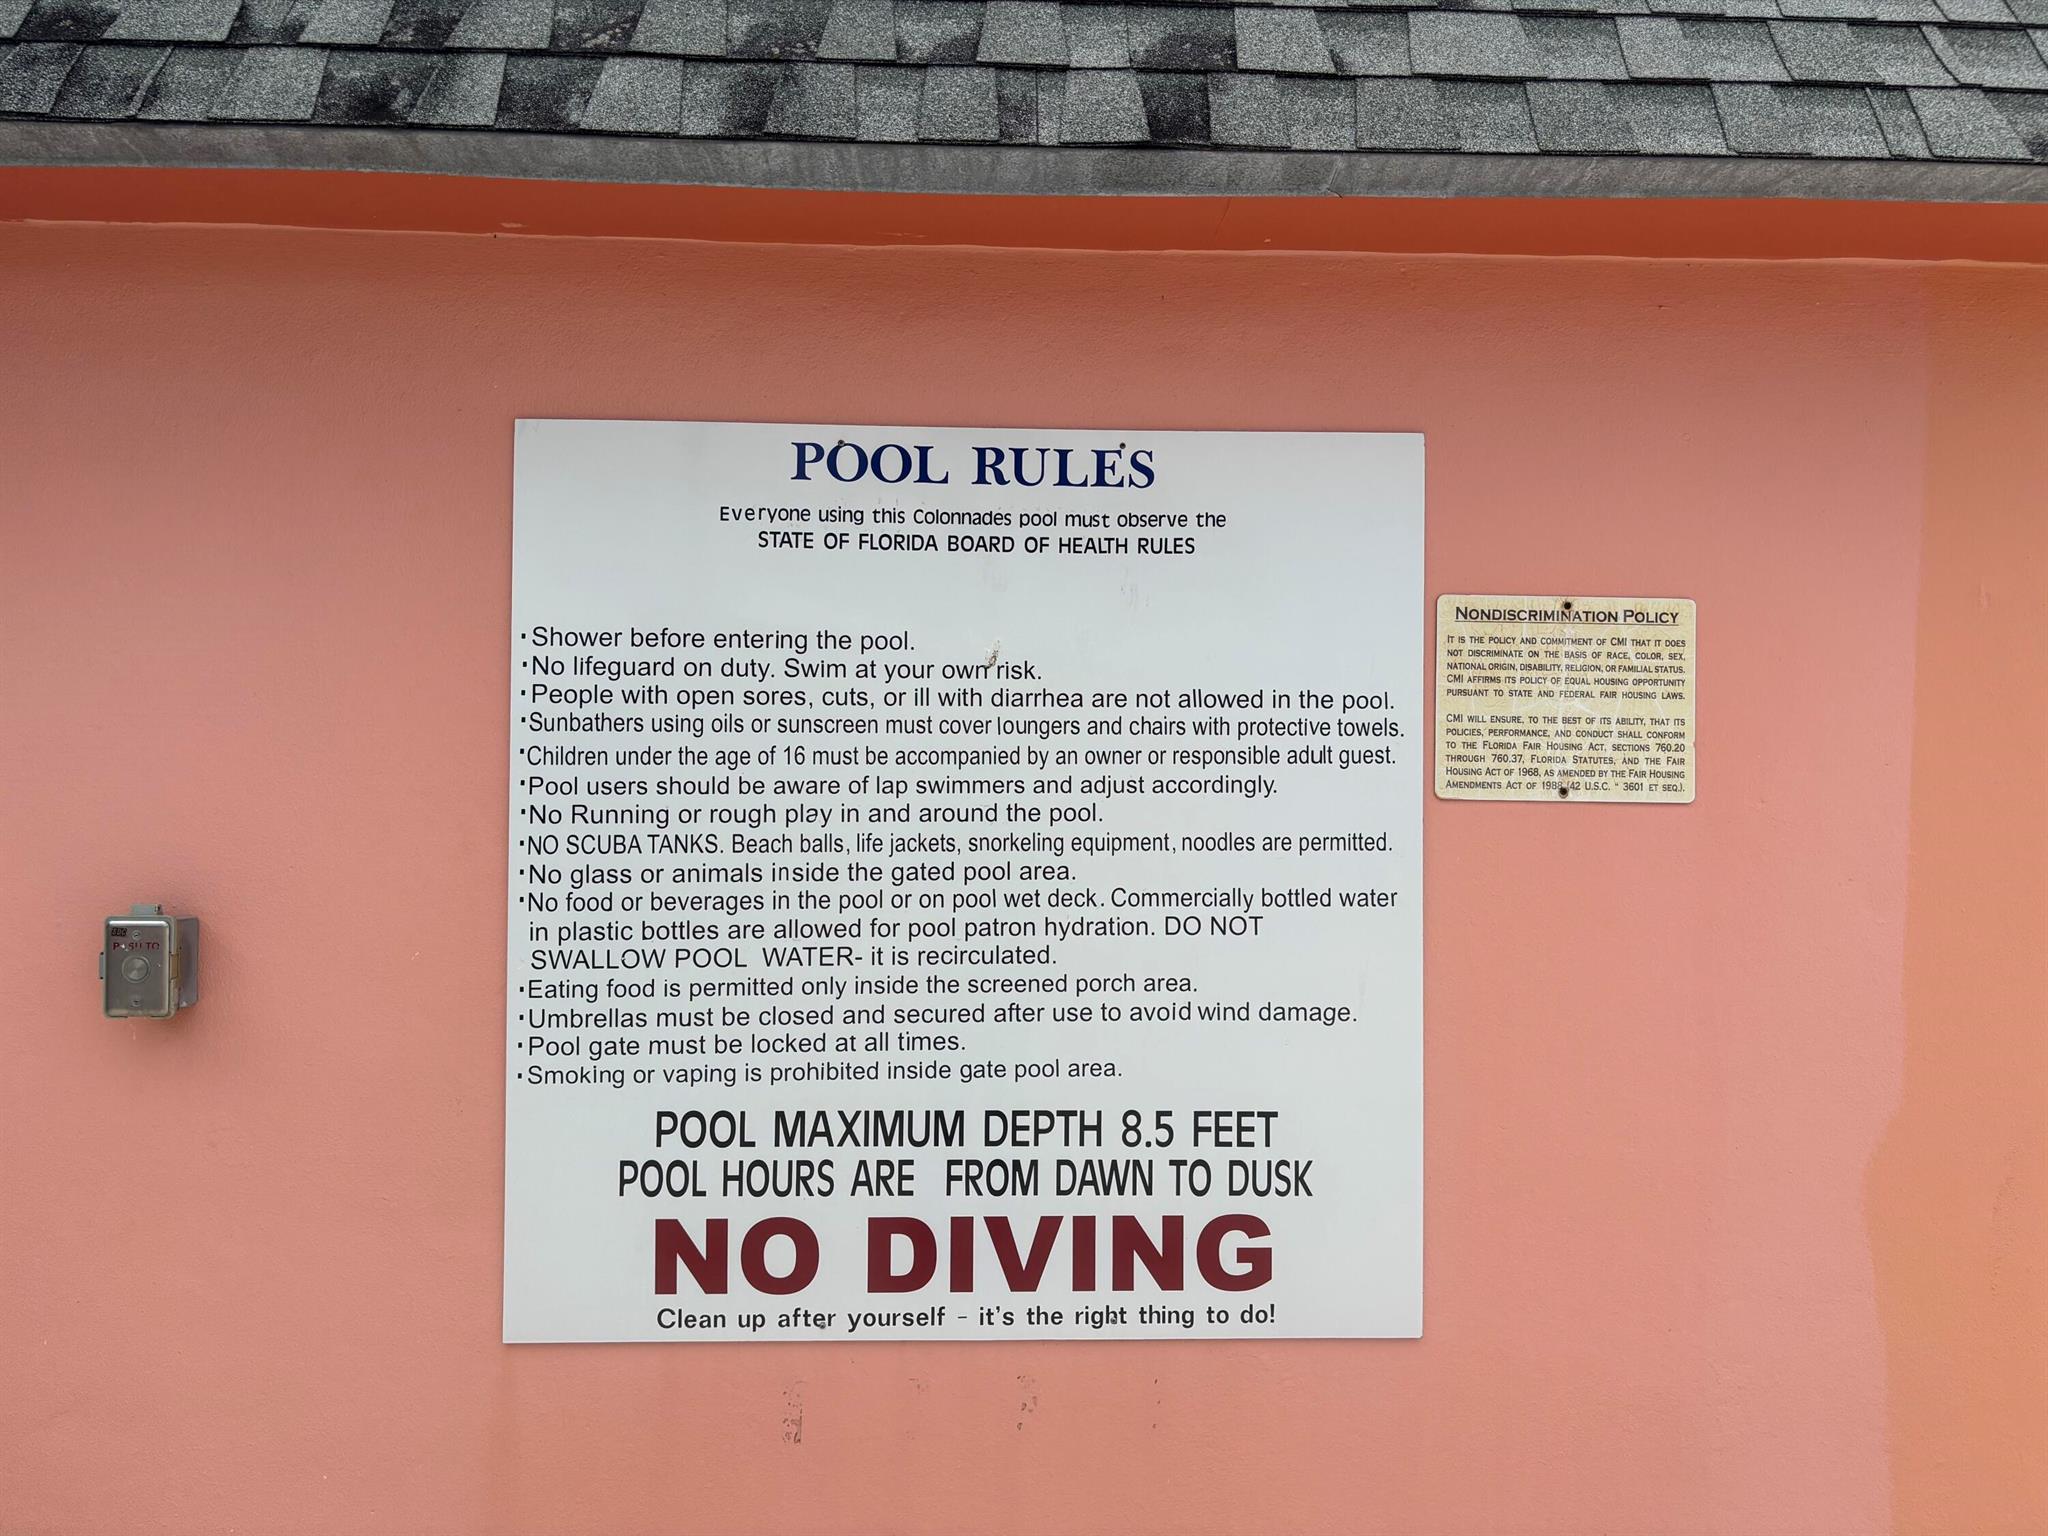 POOL RULES
Everyone using this Colonnades pool must observe the
STATE OF FLORIDA BOARD OF HEALTH RULES
·Shower before entering the pool.
·No lifeguard on duty. Swim at your own risk.
·People with open sores, cuts, or ill with diarrhea are not allowed in the pool.
·Sunbathers using oils or sunscreen must cover loungers and chairs with protective towels.
·Children under the age of 16 must be accompanied by an owner or responsible adult guest.
·Pool users should be aware of lap swimmers and adjust accordingly.
·No Running or rough play in and around the pool.
·NO SCUBA TANKS. Beach balls, life jackets, snorkeling equipment, noodles are permitted.
·No glass or animals inside the gated pool area.
·No food or beverages in the pool or on pool wet deck. Commercially bottled water
in plastic bottles are allowed for pool patron hydration. DO NOT
SWALLOW POOL WATER- it is recirculated.
·Eating food is permitted only inside the screened porch area.
·Umbrellas must be closed and secured after use to avoid wind damage.
·Pool gate must be locked at all times.
·Smoking or vaping is prohibited inside gate pool area.
POOL MAXIMUM DEPTH 8.5 FEET
POOL HOURS ARE FROM DAWN TO DUSK
NO DIVING
Clean up after yourself - it's the right thing to do!
NONDISCRIMINATION POLICY
IT IS THE POLICY AND COMMITMENT OF CMI THAT IT DOES
NOT DISCRIMINATE ON THE BASIS OF RACE, COLOR, SEX,
NATIONAL ORIGIN, DISABILITY, RELIGION, OR FAMILIAL STATUS.
CMI AFFIRMS ITS POLICY OF EQUAL HOUSING OPPORTUNITY
PURSUANT TO STATE AND FEDERAL FAIR HOUSING LAWS.
CMI WILL ENSURE, TO THE BEST OF ITS ABILITY, THAT ITS
POLICIES, PERFORMANCE, AND CONDUCT SHALL CONFORM
TO THE FLORIDA FAIR HOUSING ACT, SECTIONS 760.20
THROUGH 760.37, FLORIDA STATUTES, AND THE FAIR
HOUSING ACT OF 1968, AS AMENDED BY THE FAIR HOUSING
AMENDMENTS ACT OF 1988 (42 U.S.C. " 3601 ET SEQ.).
PUSH TO